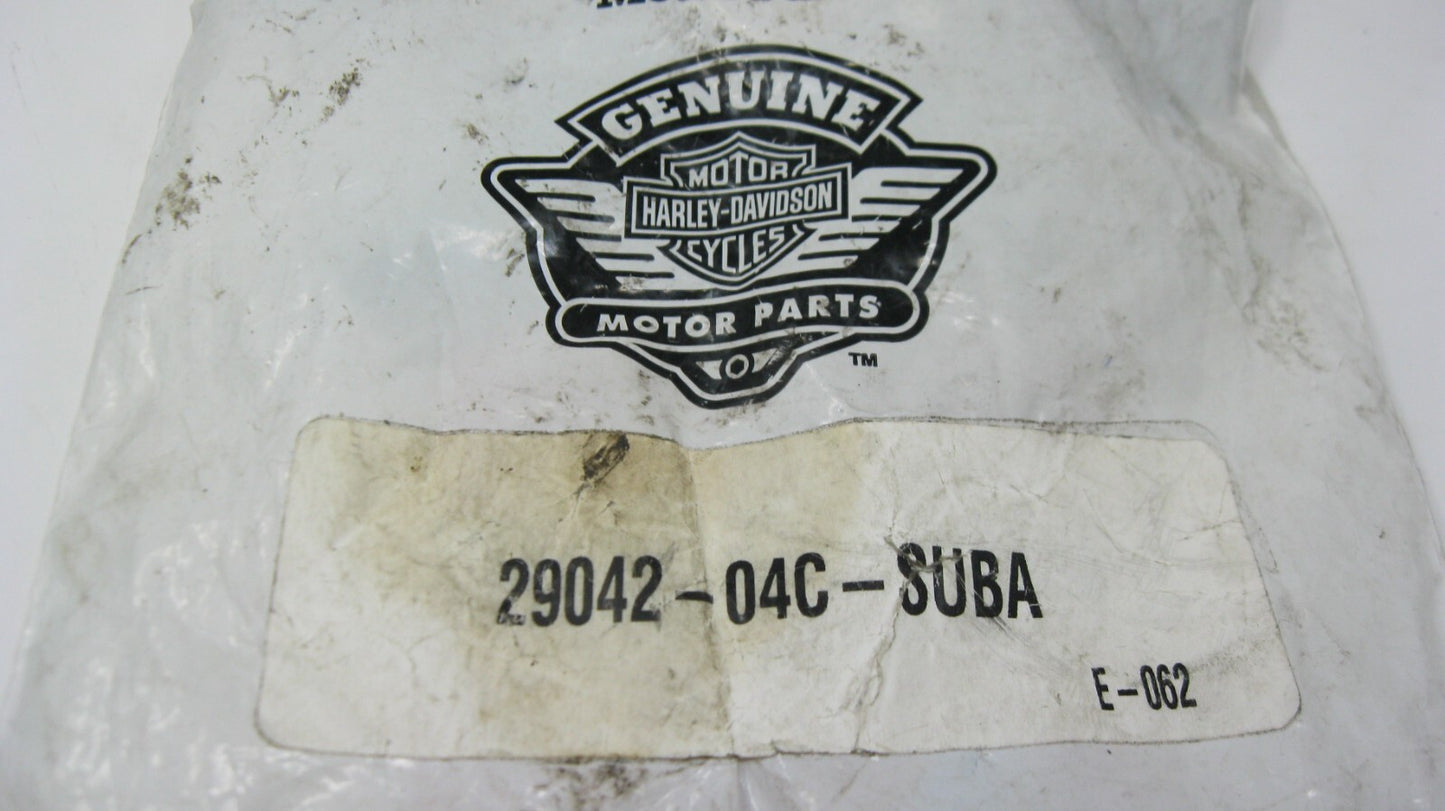 GENUINE
MOTOR
HARLEY-DAVIDSON
CYCLES
MOTOR PARTS
TM
29042-04C-SUBA
E-062